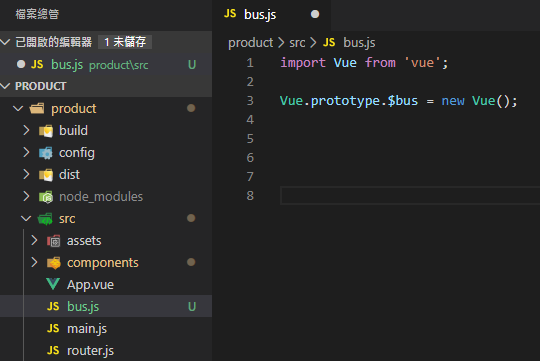 檔案總管
已開啟的編輯器 1 未儲存
JS bus.js product\src U
PRODUCT
product
build
config
dist
node_modules
src
assets
components
App.vue
JS bus.js U
JS main.js
JS router.js
JS bus.js
product > src > JS bus.js
1 import Vue from 'vue';
2
3 Vue.prototype.$bus = new Vue();
4
5
6
7
8